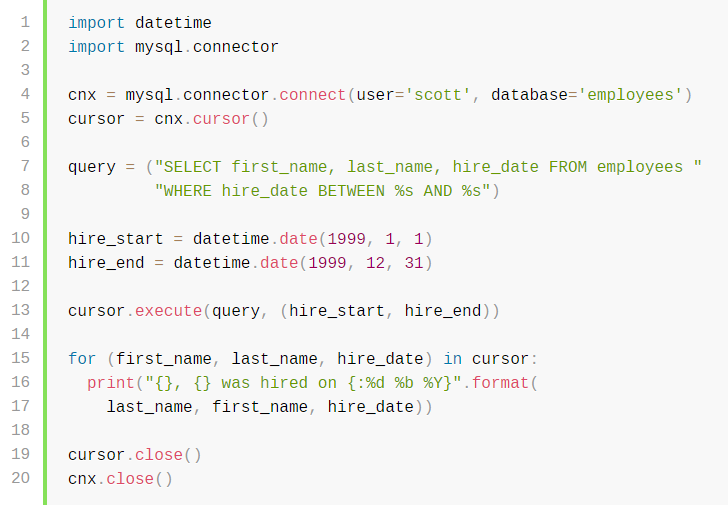 1 import datetime
2 import mysql.connector
3
4 cnx = mysql.connector.connect(user='scott', database='employees')
5 cursor = cnx.cursor()
6
7 query = ("SELECT first_name, last_name, hire_date FROM employees "
8          "WHERE hire_date BETWEEN %s AND %s")
9
10 hire_start = datetime.date(1999, 1, 1)
11 hire_end = datetime.date(1999, 12, 31)
12
13 cursor.execute(query, (hire_start, hire_end))
14
15 for (first_name, last_name, hire_date) in cursor:
16   print("{}, {} was hired on {:%d %b %Y}".format(
17     last_name, first_name, hire_date))
18
19 cursor.close()
20 cnx.close()